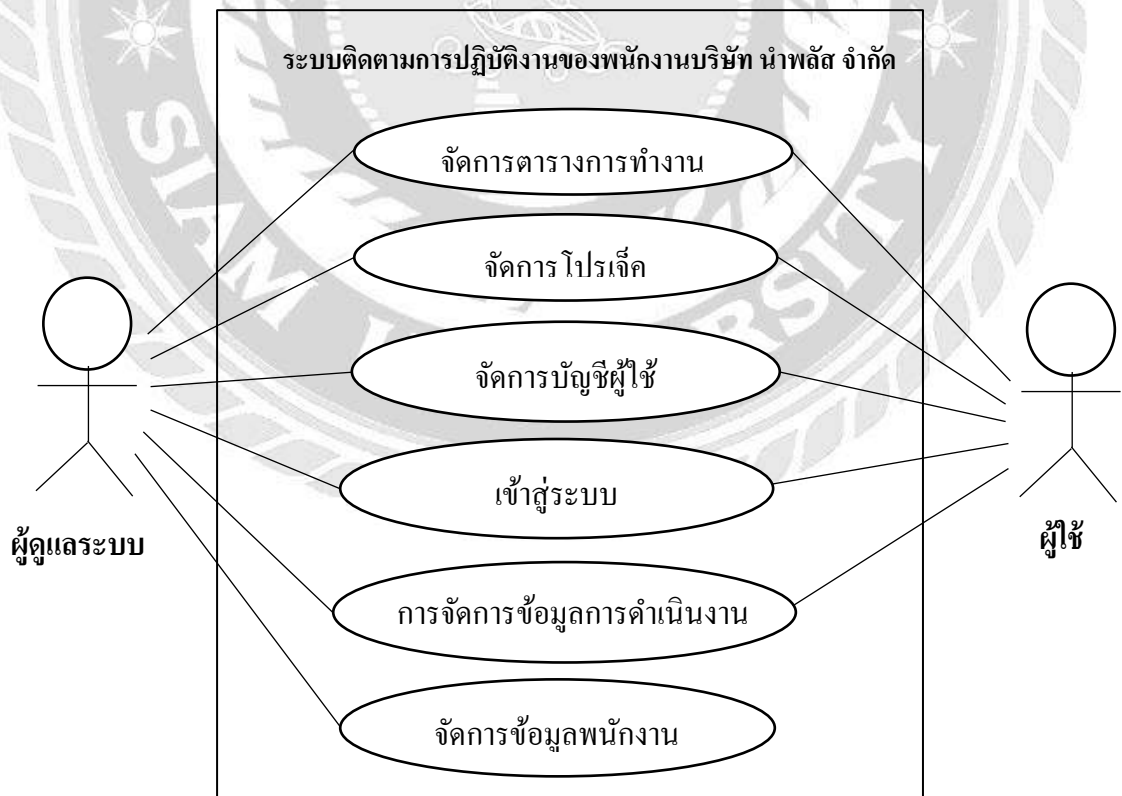 ระบบติดตามการปฏิบัติงานของพนักงานบริษัท นำพลัส จำกัด
จัดการตารางการทำงาน
จัดการโปรเจ็ค
จัดการบัญชีผู้ใช้
เข้าสู่ระบบ
ผู้ดูแลระบบ
ผู้ใช้
การจัดการข้อมูลการดำเนินงาน
จัดการข้อมูลพนักงาน
SIAM UNIVERSITY